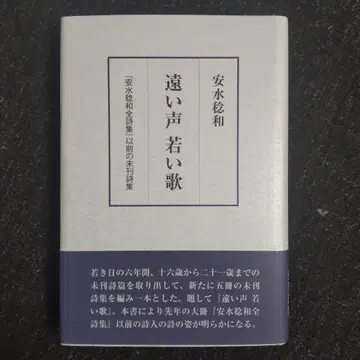 安水稔和
遠い声 若い歌
「安水稔和全詩集」以前の未刊詩集
若き日の六年間、十六歳から二十一歳までの
未刊詩篇を取り出して、新たに五冊の未刊
詩集を編み一本とした。題して『遠い声 若
い歌』。本書により先年の大冊『安水稔和全
詩集』以前の詩人の詩の姿が明らかになる。